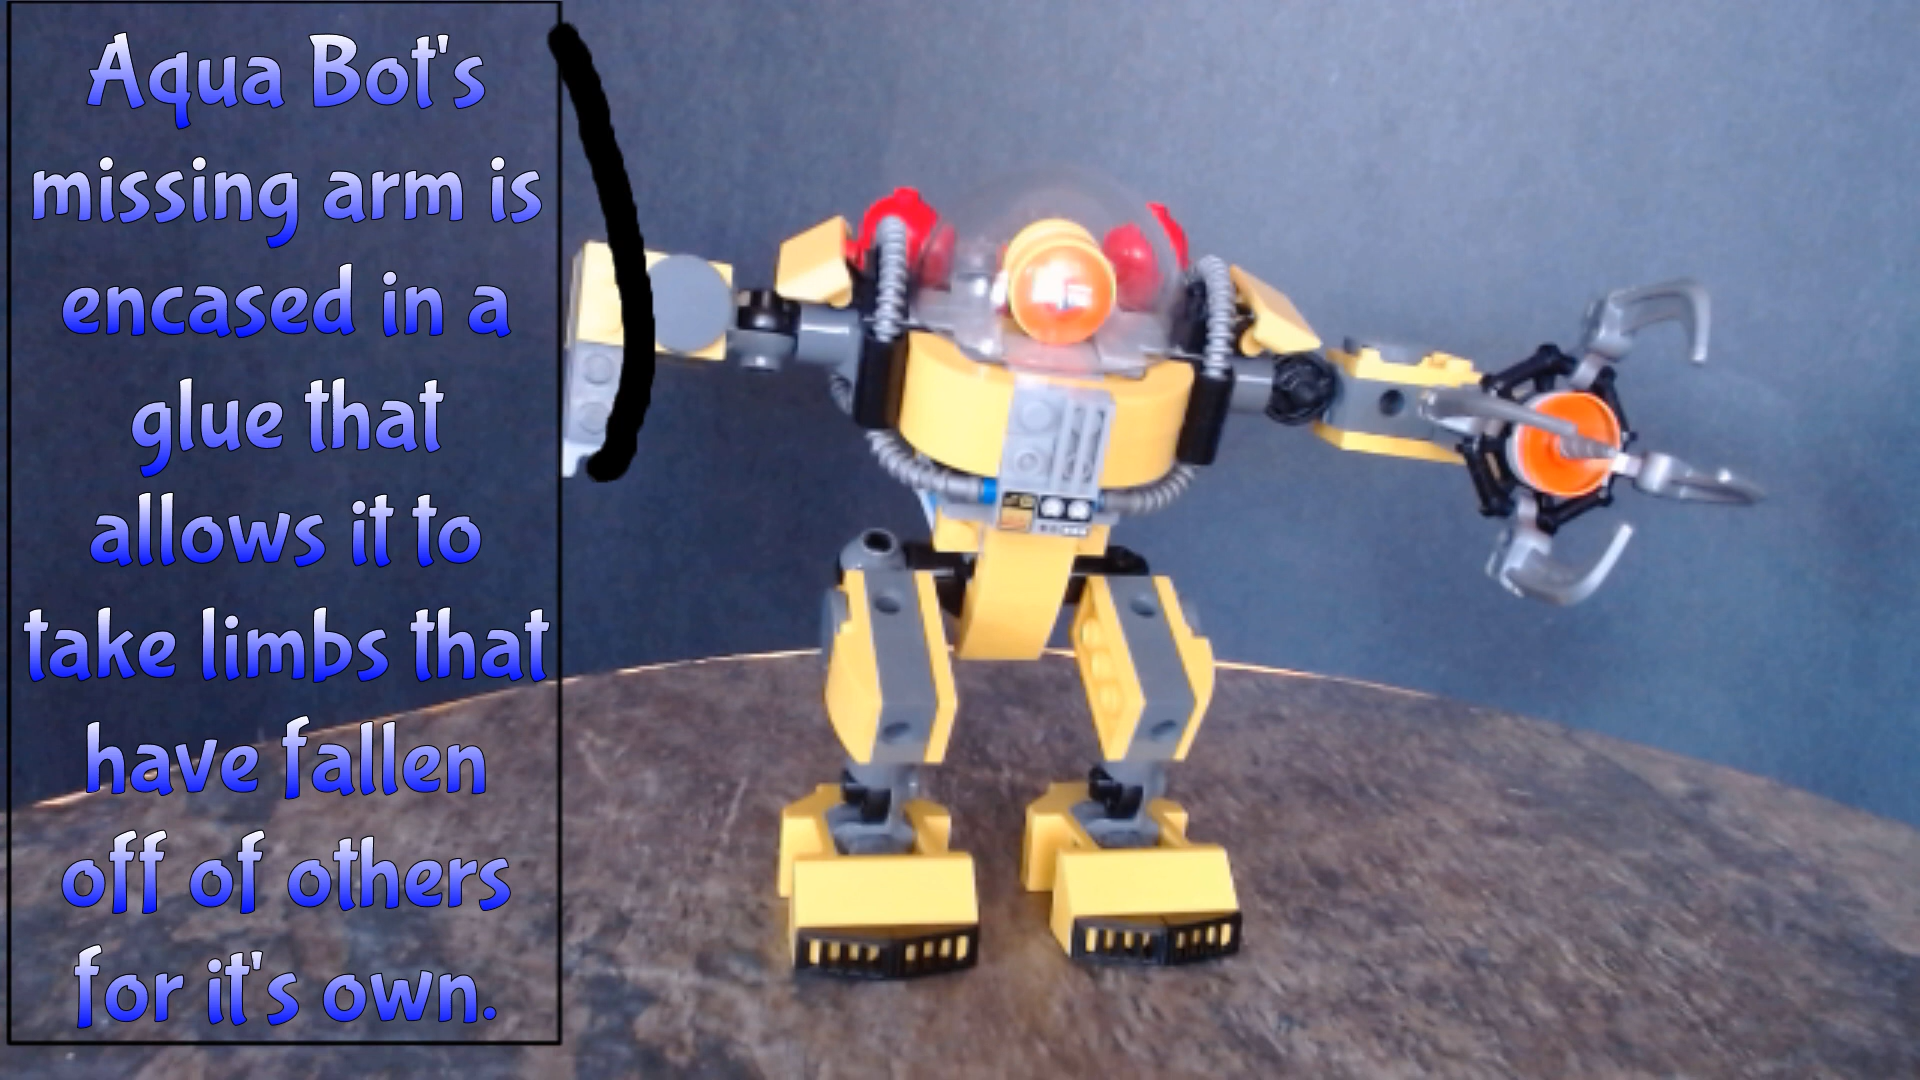 Aqua Bot's
missing arm is
encased in a
glue that
allows it to
take limbs that
have fallen
off of others
for it's own.